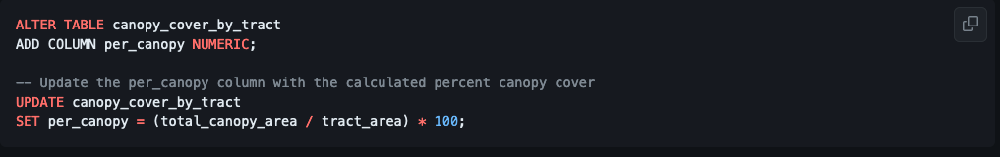 ALTER TABLE canopy_cover_by_tract
ADD COLUMN per_canopy NUMERIC;
-- Update the per_canopy column with the calculated percent canopy cover
UPDATE canopy_cover_by_tract
SET per_canopy = (total_canopy_area / tract_area) * 100;